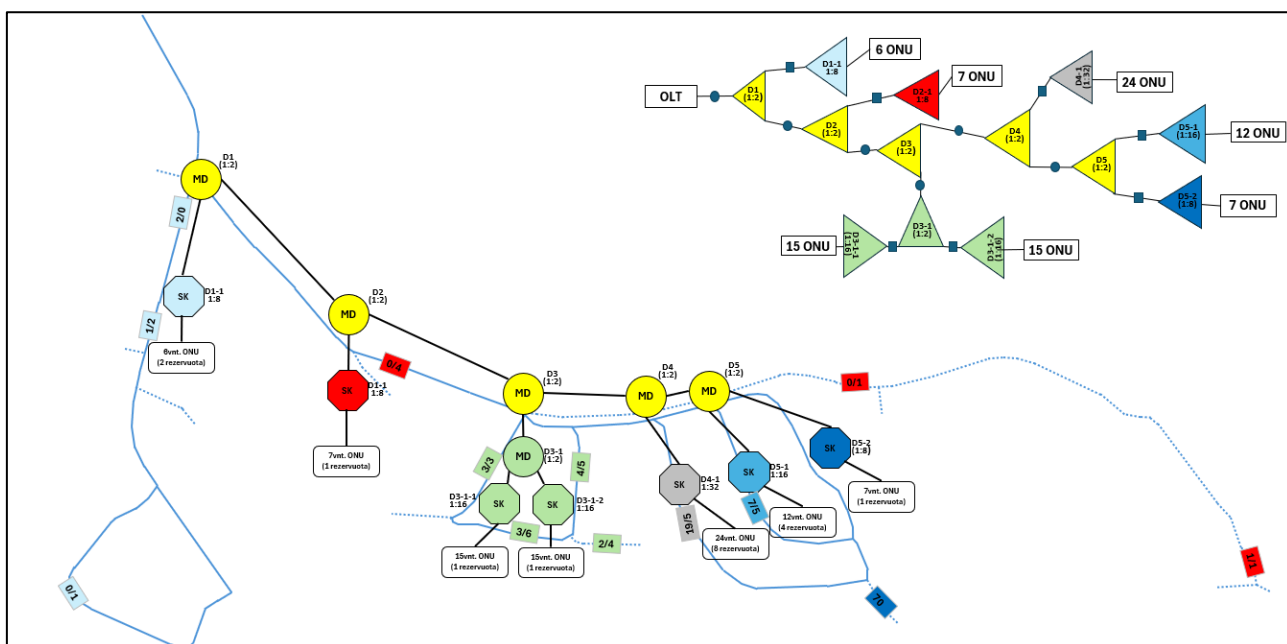 OLT
D1
(1:2)
D1-1
1:8
6 ONU
D2
(1:2)
D2-1
1:8
7 ONU
D3
(1:2)
D4
(1:2)
D4-1
(1:32)
24 ONU
D5
(1:2)
D5-1
(1:16)
12 ONU
D5-2
(1:8)
7 ONU
D3-1
(1:2)
15 ONU
D3-1-1
(1:16)
D3-1-2
(1:16)
15 ONU
D1
(1:2)
MD
2/0
SK
D1-1
1:8
1/2
6vnt. ONU
(2 rezervuota)
0/1
D2
(1:2)
MD
0/4
SK
D1-1
1:8
7vnt. ONU
(1 rezervuota)
D3
(1:2)
MD
D4
(1:2)
MD
D5
(1:2)
MD
0/1
3/3
MD
D3-1
(1:2)
4/5
D3-1-1
1:16
SK
SK
D3-1-2
1:16
3/6
2/4
15vnt. ONU
(1 rezervuota)
15vnt. ONU
(1 rezervuota)
SK
D4-1
1:32
19/5
24vnt. ONU
(8 rezervuota)
SK
D5-1
1:16
7/5
12vnt. ONU
(4 rezervuota)
SK
D5-2
(1:8)
7vnt. ONU
(1 rezervuota)
70
1/1